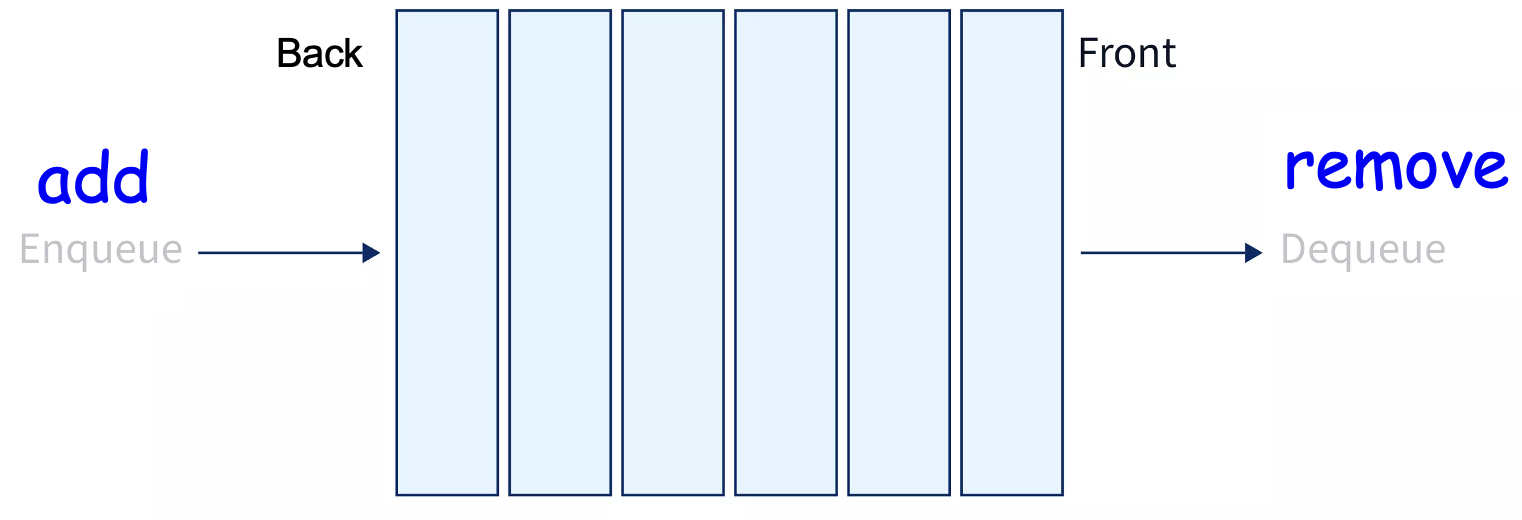 Back
Front
add
remove
Enqueue
Dequeue